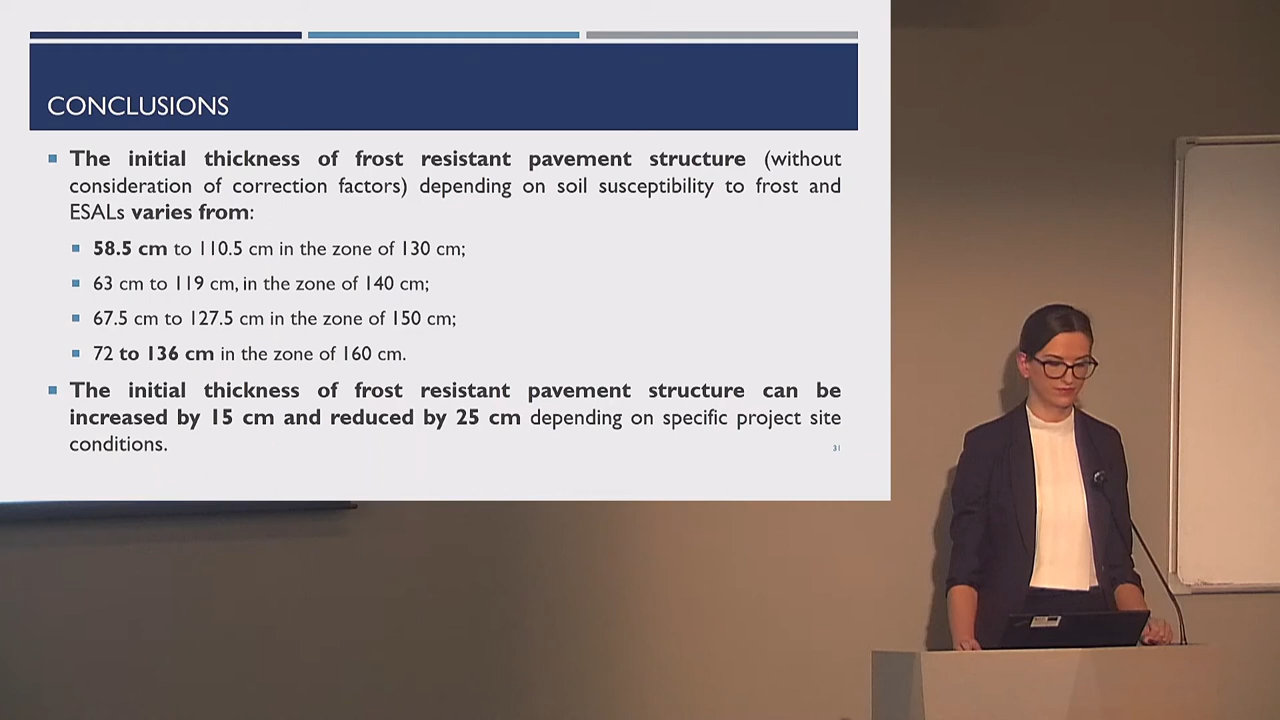 CONCLUSIONS
The initial thickness of frost resistant pavement structure (without
consideration of correction factors) depending on soil susceptibility to frost and
ESALs varies from:
58.5 cm to 110.5 cm in the zone of 130 cm;
63 cm to 119 cm, in the zone of 140 cm;
67.5 cm to 127.5 cm in the zone of 150 cm;
72 to 136 cm in the zone of 160 cm.
The initial thickness of frost resistant pavement structure can be
increased by 15 cm and reduced by 25 cm depending on specific project site
conditions.
31